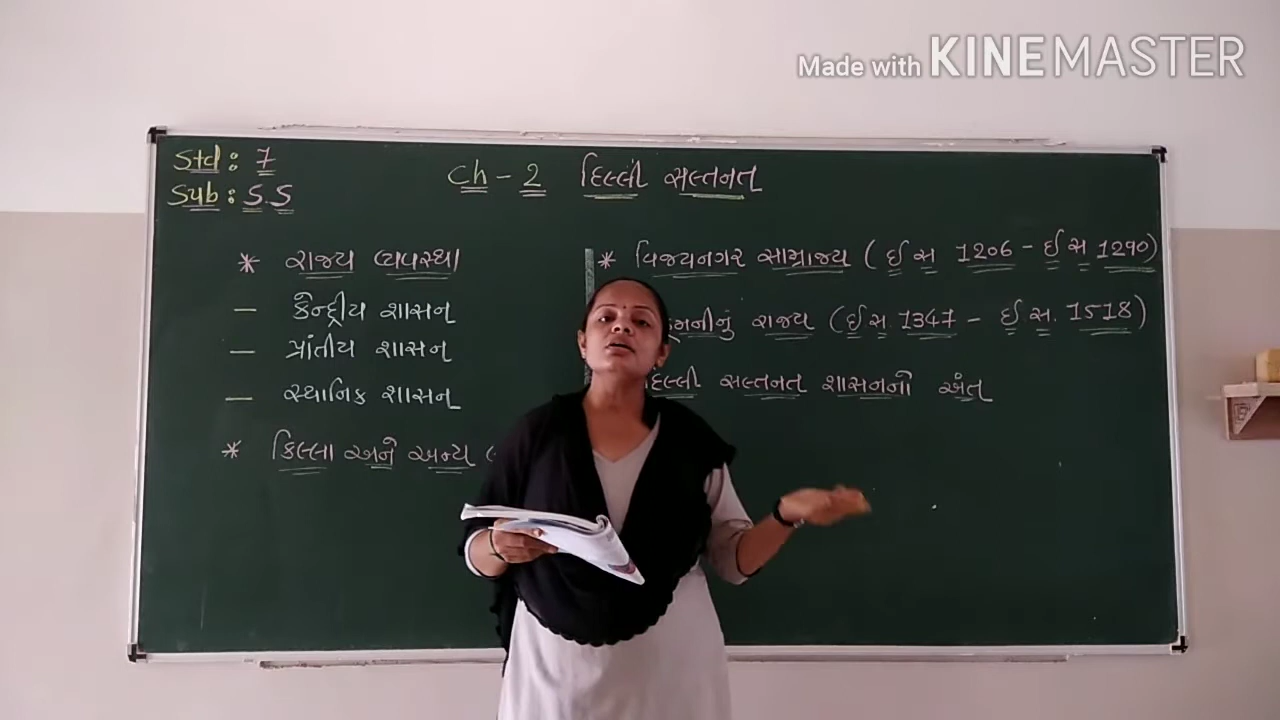 Made with KINEMASTER
Std : 7
Sub : S.S
Ch - 2 દિલ્લી સલ્તનત
* રાજ્ય વ્યવસ્થા
— કેન્દ્રીય શાસન
— પ્રાંતીય શાસન
— સ્થાનિક શાસન
* કિલ્લા અને અન્ય
* વિજયનગર સામ્રાજ્ય ( ઈ સ 1206 - ઈ સ 1290)
રાજ્ય (ઈ સ. 1347 - ઈ સ. 1518)
દિલ્લી સલ્તનત શાસનનો અંત